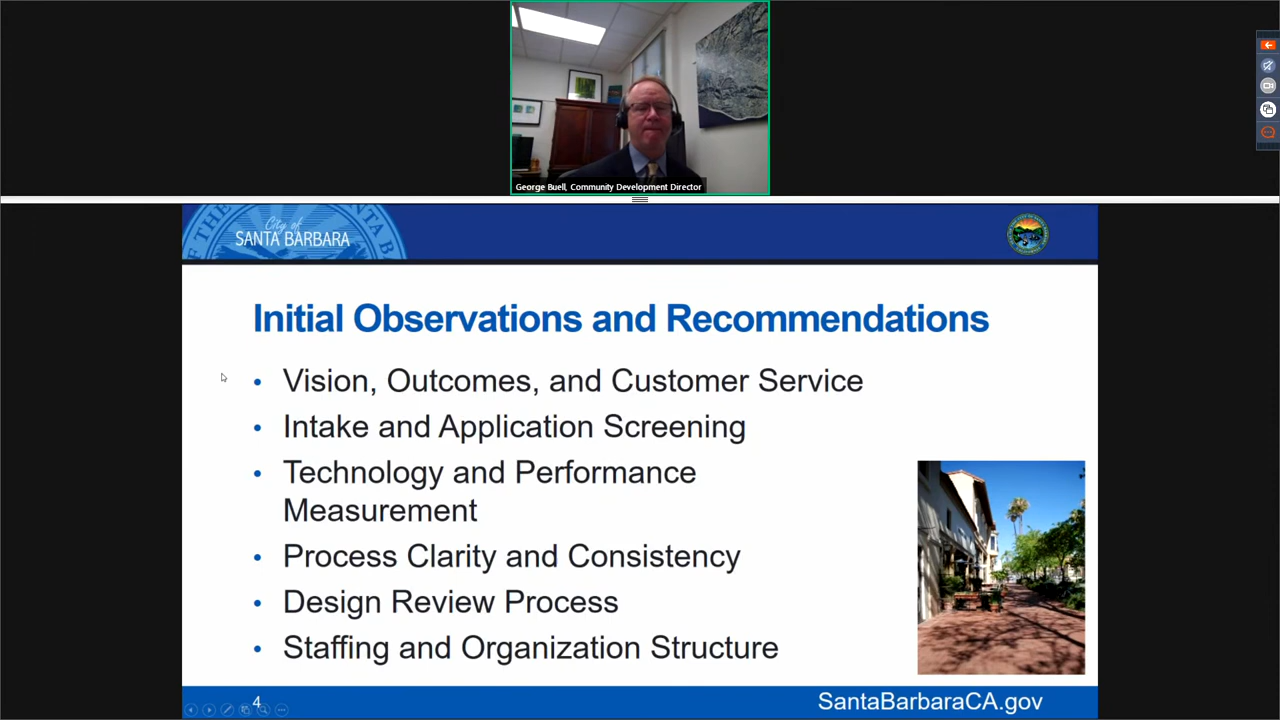 George Buell, Community Development Director
City of
SANTA BARBARA
Initial Observations and Recommendations
• Vision, Outcomes, and Customer Service
• Intake and Application Screening
• Technology and Performance
Measurement
• Process Clarity and Consistency
• Design Review Process
• Staffing and Organization Structure
4
SantaBarbaraCA.gov